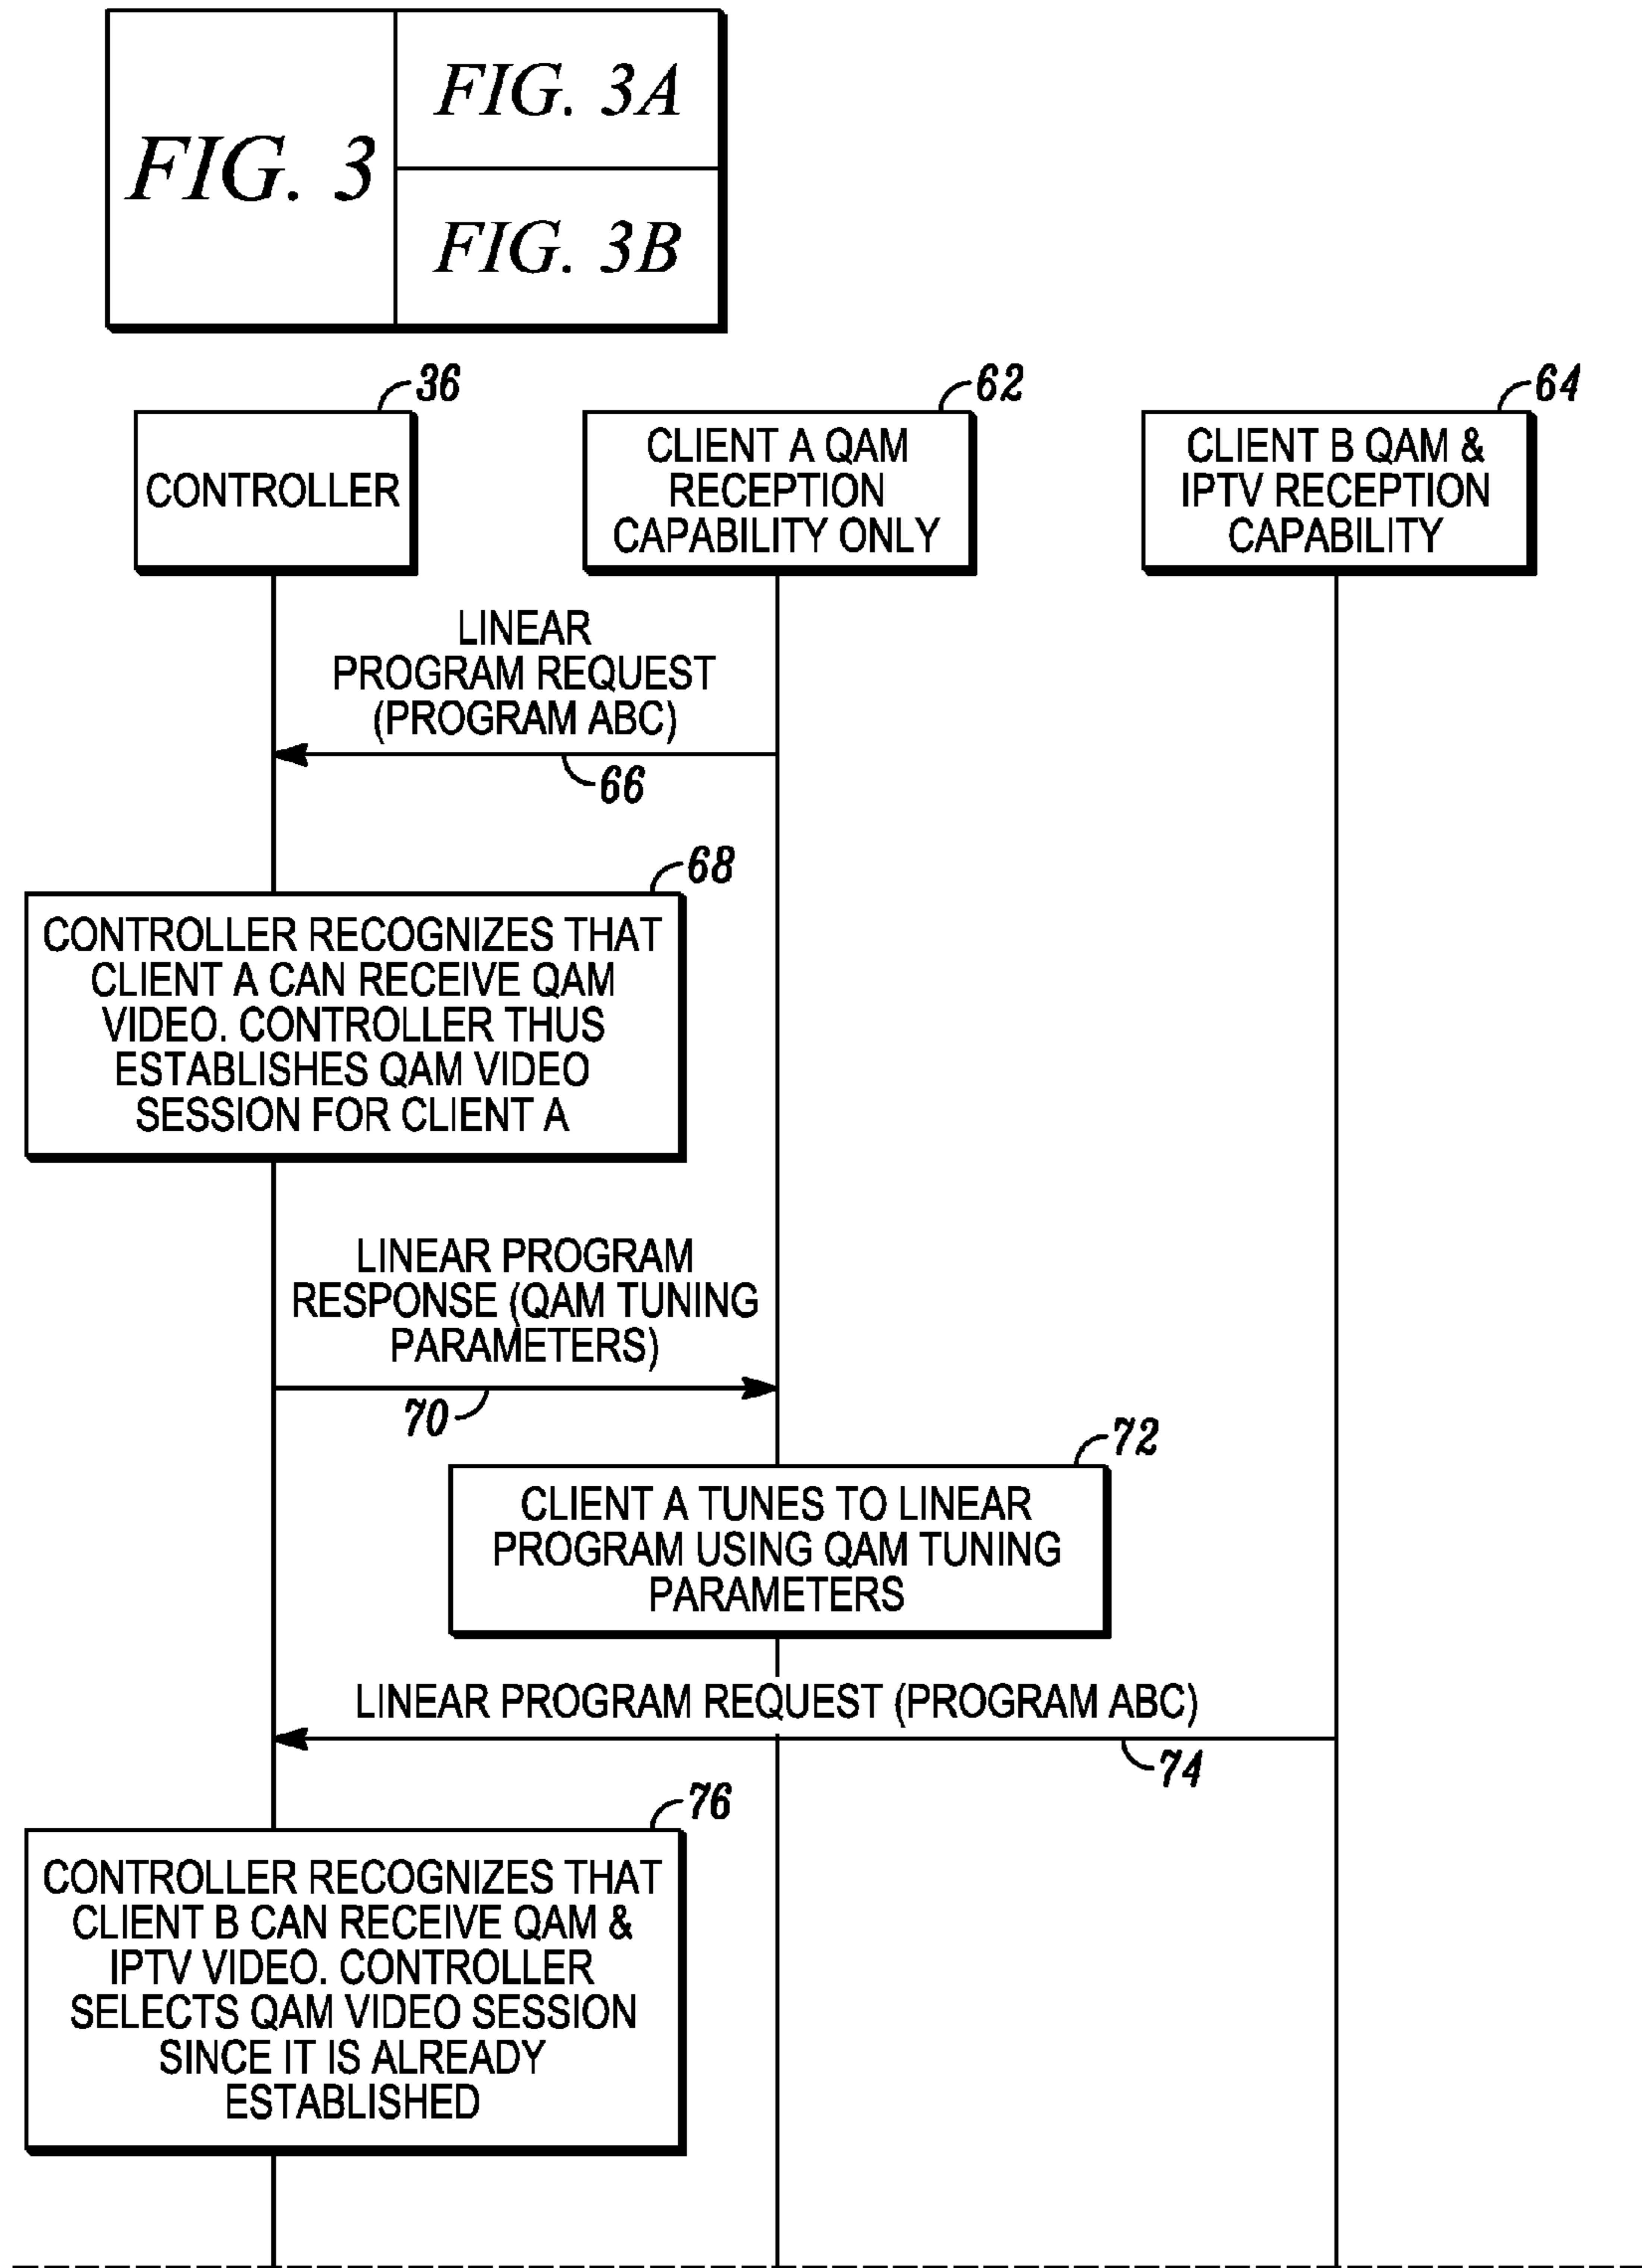 FIG. 3
FIG. 3A
FIG. 3B
36
62
64
CONTROLLER
CLIENT A QAM
RECEPTION
CAPABILITY ONLY
CLIENT B QAM &
IPTV RECEPTION
CAPABILITY
LINEAR
PROGRAM REQUEST
(PROGRAM ABC)
66
68
CONTROLLER RECOGNIZES THAT
CLIENT A CAN RECEIVE QAM
VIDEO. CONTROLLER THUS
ESTABLISHES QAM VIDEO
SESSION FOR CLIENT A
LINEAR PROGRAM
RESPONSE (QAM TUNING
PARAMETERS)
70
72
CLIENT A TUNES TO LINEAR
PROGRAM USING QAM TUNING
PARAMETERS
LINEAR PROGRAM REQUEST (PROGRAM ABC)
74
76
CONTROLLER RECOGNIZES THAT
CLIENT B CAN RECEIVE QAM &
IPTV VIDEO. CONTROLLER
SELECTS QAM VIDEO SESSION
SINCE IT IS ALREADY
ESTABLISHED